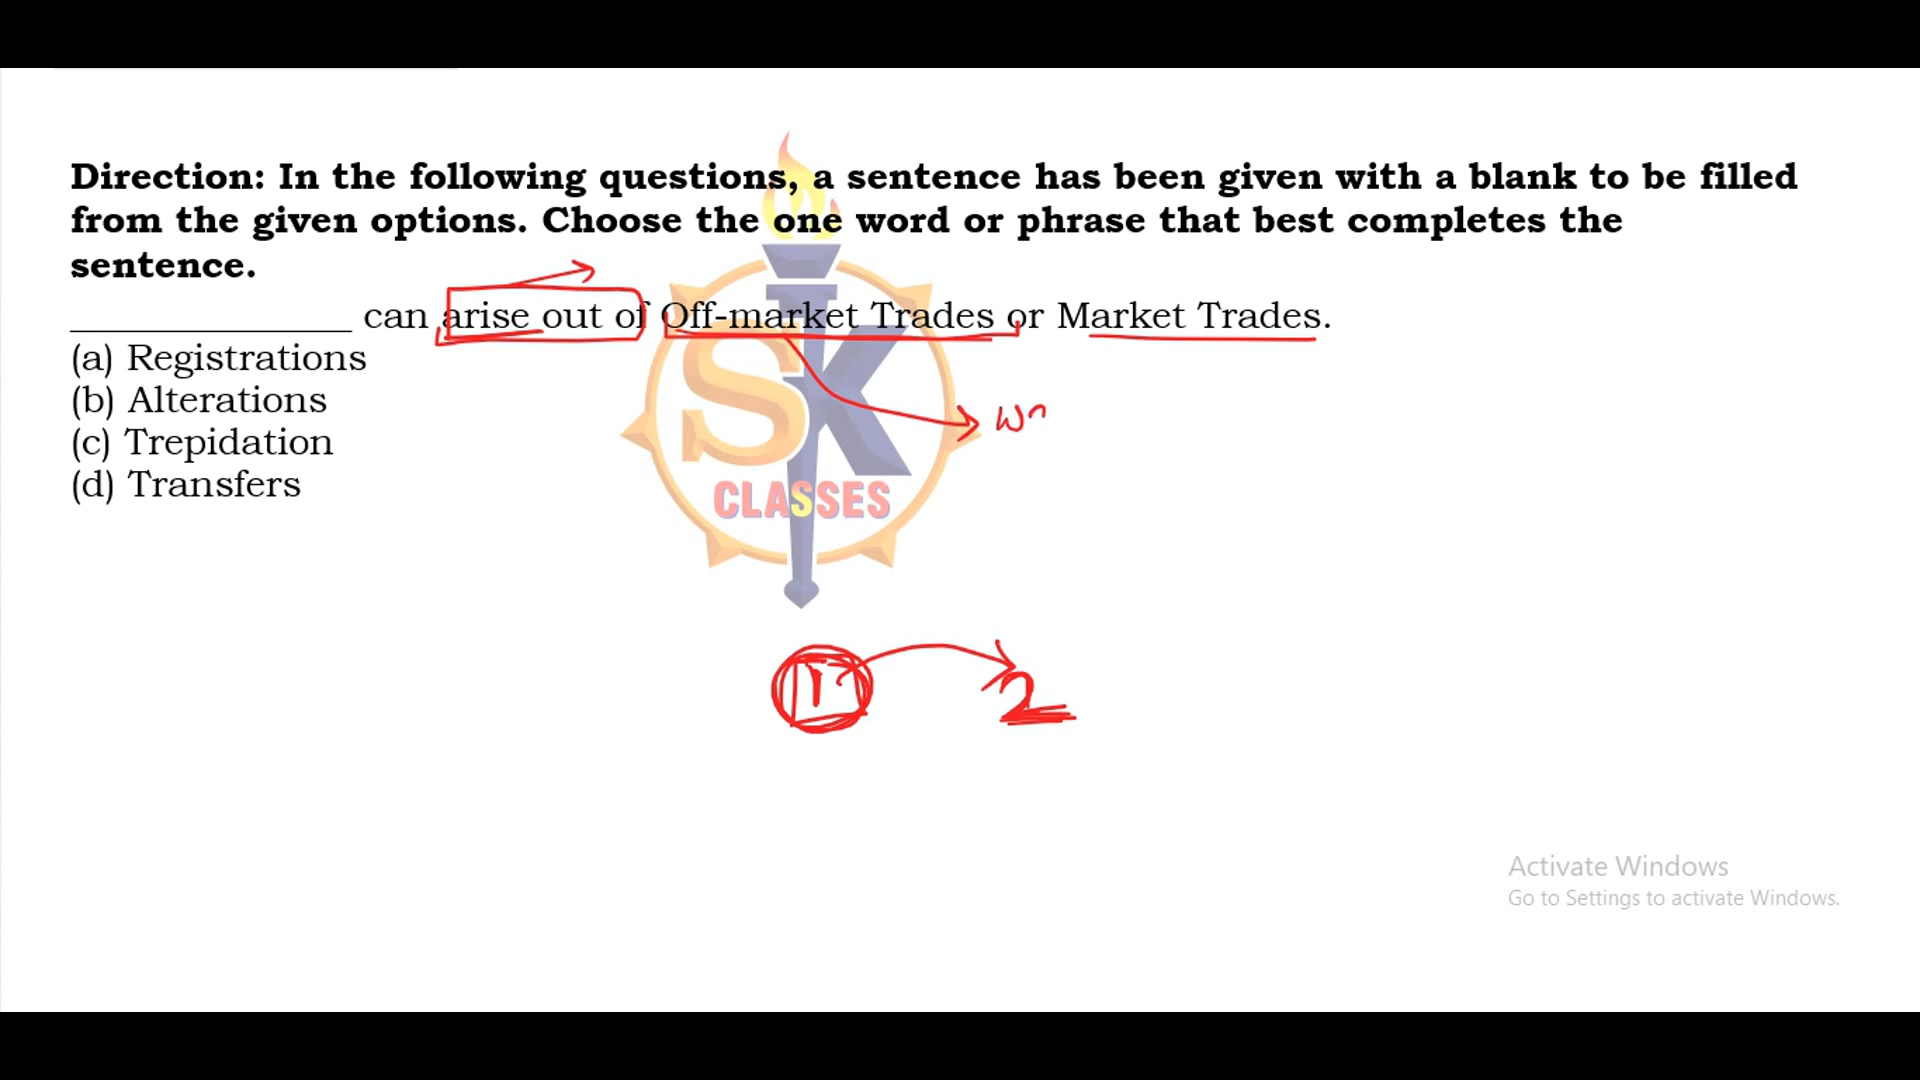 Direction: In the following questions, a sentence has been given with a blank to be filled
from the given options. Choose the one word or phrase that best completes the
sentence.
______________ can arise out of Off-market Trades or Market Trades.
(a) Registrations
(b) Alterations
(c) Trepidation
(d) Transfers
SK
CLASSES
2
Activate Windows
Go to Settings to activate Windows.